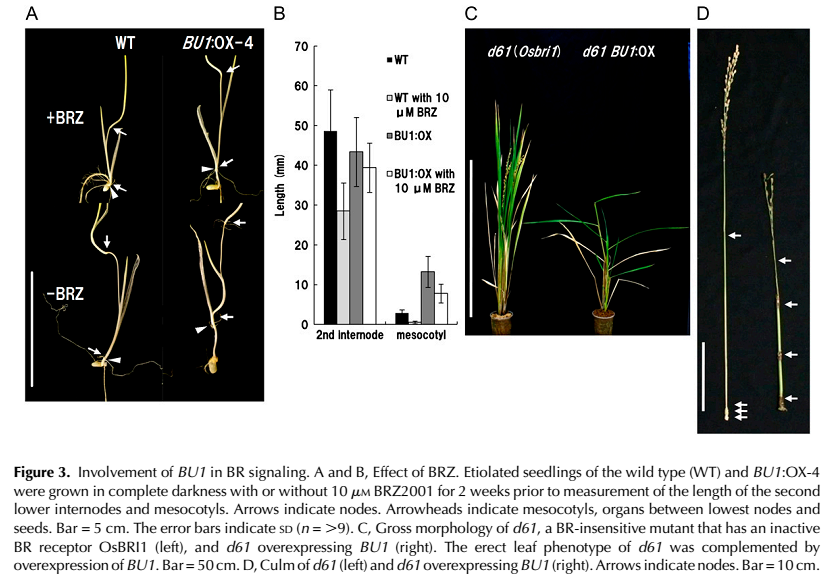 A
B
C
D
WT
BU1:OX-4
+BRZ
−BRZ
70
60
50
40
30
20
10
0
Length (mm)
WT
WT with 10
μM BRZ
BU1:OX
BU1:OX with
10 μM BRZ
2nd Internode
mesocotyl
d61 (Osbri1)
d61 BU1:OX
Figure 3. Involvement of BU1 in BR signaling. A and B, Effect of BRZ. Etiolated seedlings of the wild type (WT) and BU1:OX-4
were grown in complete darkness with or without 10 μM BRZ2001 for 2 weeks prior to measurement of the length of the second
lower internodes and mesocotyls. Arrows indicate nodes. Arrowheads indicate mesocotyls, organs between lowest nodes and
seeds. Bar = 5 cm. The error bars indicate SD (n = >9). C, Gross morphology of d61, a BR-insensitive mutant that has an inactive
BR receptor OsBRI1 (left), and d61 overexpressing BU1 (right). The erect leaf phenotype of d61 was complemented by
overexpression of BU1. Bar = 50 cm. D, Culm of d61 (left) and d61 overexpressing BU1 (right). Arrows indicate nodes. Bar = 10 cm.